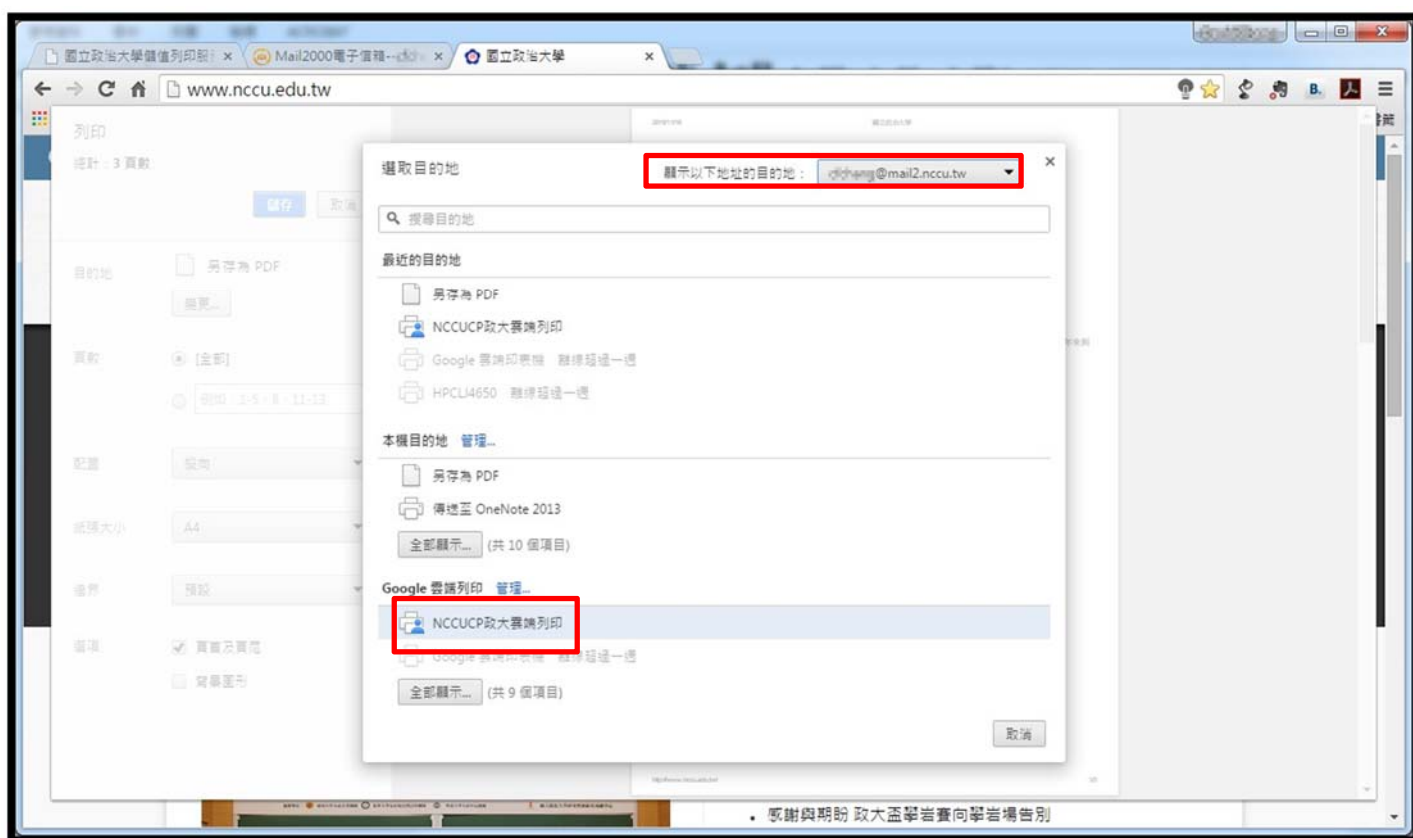 國立政治大學儲值列印服
Mail2000電子信箱--
國立政治大學
www.nccu.edu.tw
列印
總計：3 頁數
儲存
取消
選取目的地
顯示以下地址的目的地：
@mail2.nccu.tw
搜尋目的地
目的地
另存為 PDF
變更...
最近的目的地
另存為 PDF
NCCUCP政大雲端列印
Google 雲端印表機 離線超過一週
HPCLJ4650 離線超過一週
頁數
[全部]
例如：1-5、8、11-13
本機目的地 管理...
另存為 PDF
傳送至 OneNote 2013
全部顯示... (共 10 個項目)
配置
縱向
紙張大小
A4
邊界
預設
Google 雲端列印 管理...
NCCUCP政大雲端列印
Google 雲端印表機 離線超過一週
全部顯示... (共 9 個項目)
選項
頁首及頁尾
背景圖形
取消
感謝與期盼 政大盃攀岩賽向攀岩場告別